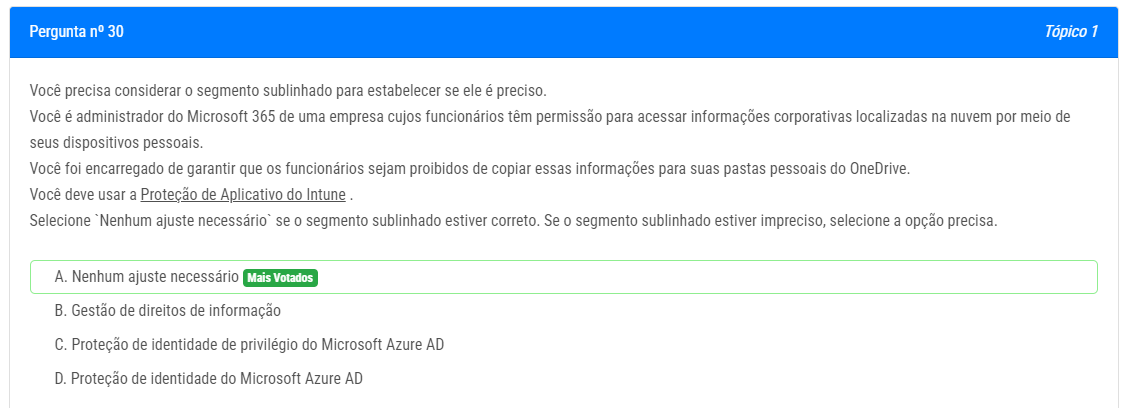 Pergunta nº 30
Tópico 1
Você precisa considerar o segmento sublinhado para estabelecer se ele é preciso.
Você é administrador do Microsoft 365 de uma empresa cujos funcionários têm permissão para acessar informações corporativas localizadas na nuvem por meio de
seus dispositivos pessoais.
Você foi encarregado de garantir que os funcionários sejam proibidos de copiar essas informações para suas pastas pessoais do OneDrive.
Você deve usar a Proteção de Aplicativo do Intune .
Selecione `Nenhum ajuste necessário` se o segmento sublinhado estiver correto. Se o segmento sublinhado estiver impreciso, selecione a opção precisa.
A. Nenhum ajuste necessário Mais Votados
B. Gestão de direitos de informação
C. Proteção de identidade de privilégio do Microsoft Azure AD
D. Proteção de identidade do Microsoft Azure AD